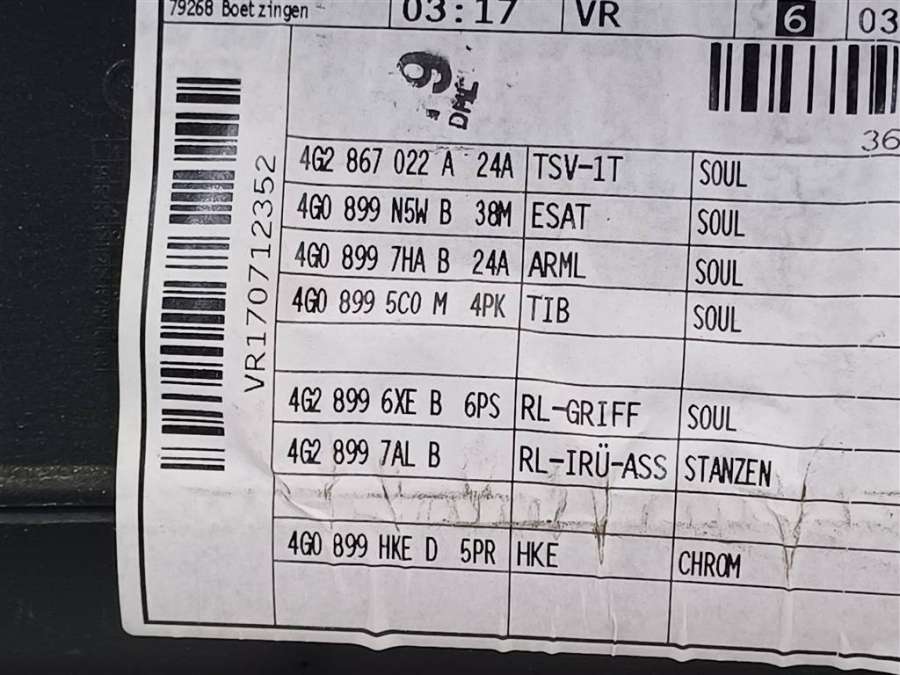 79268 Boetzingen 03:17 VR 6 03
9
DME
36
VR170712352
4G2 867 022 A 24A TSV-1T SOUL
4G0 899 N5W B 38M ESAT SOUL
4G0 899 7HA B 24A ARML SOUL
4G0 899 5C0 M 4PK TIB SOUL
4G2 899 6XE B 6PS RL-GRIFF SOUL
4G2 899 7AL B RL-IRÜ-ASS STANZEN
4G0 899 HKE D 5PR HKE CHROM